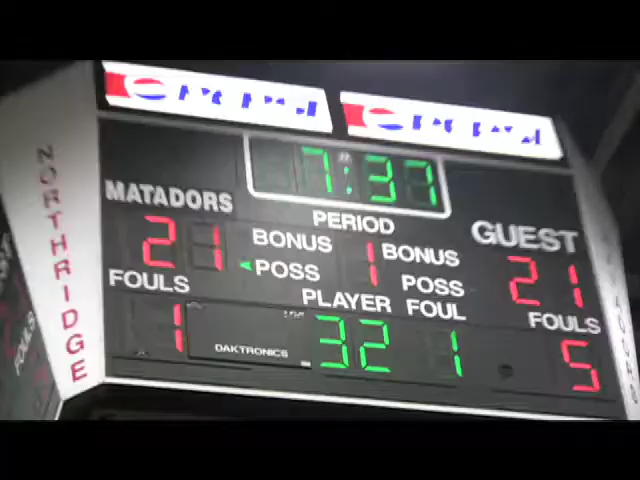 7:37
MATADORS
PERIOD
GUEST
21
BONUS
1
BONUS
21
POSS
POSS
FOULS
PLAYER FOUL
FOULS
1
DAKTRONICS
32
1
5
NORTHRIDGE
FOULS